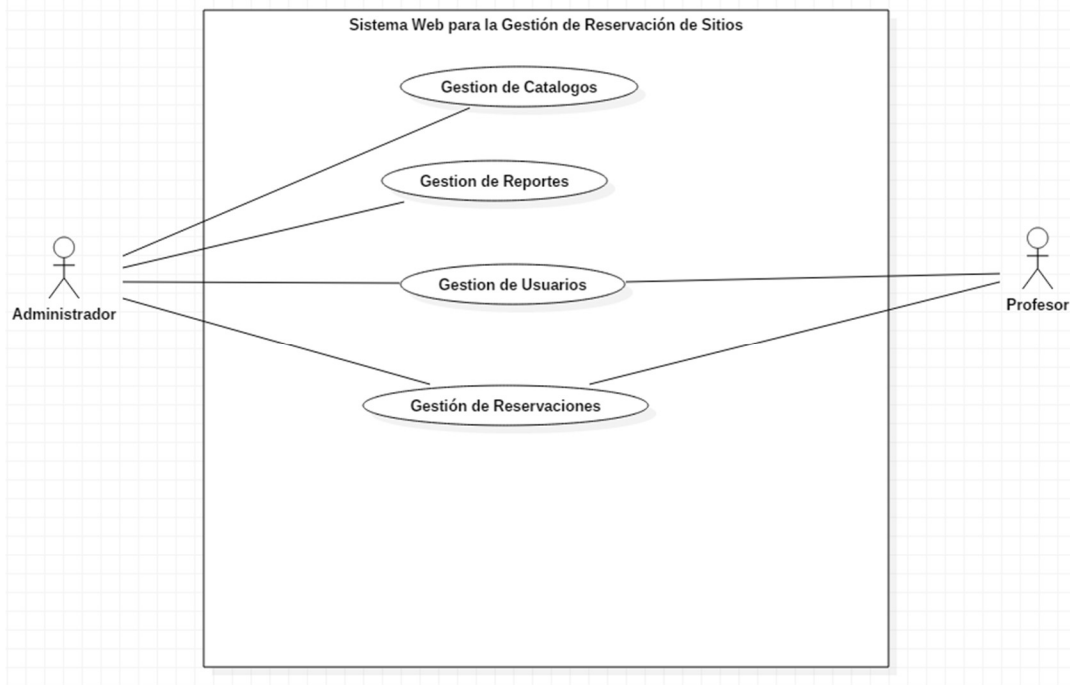 Sistema Web para la Gestión de Reservación de Sitios
Gestion de Catalogos
Gestion de Reportes
Gestion de Usuarios
Gestión de Reservaciones
Administrador
Profesor